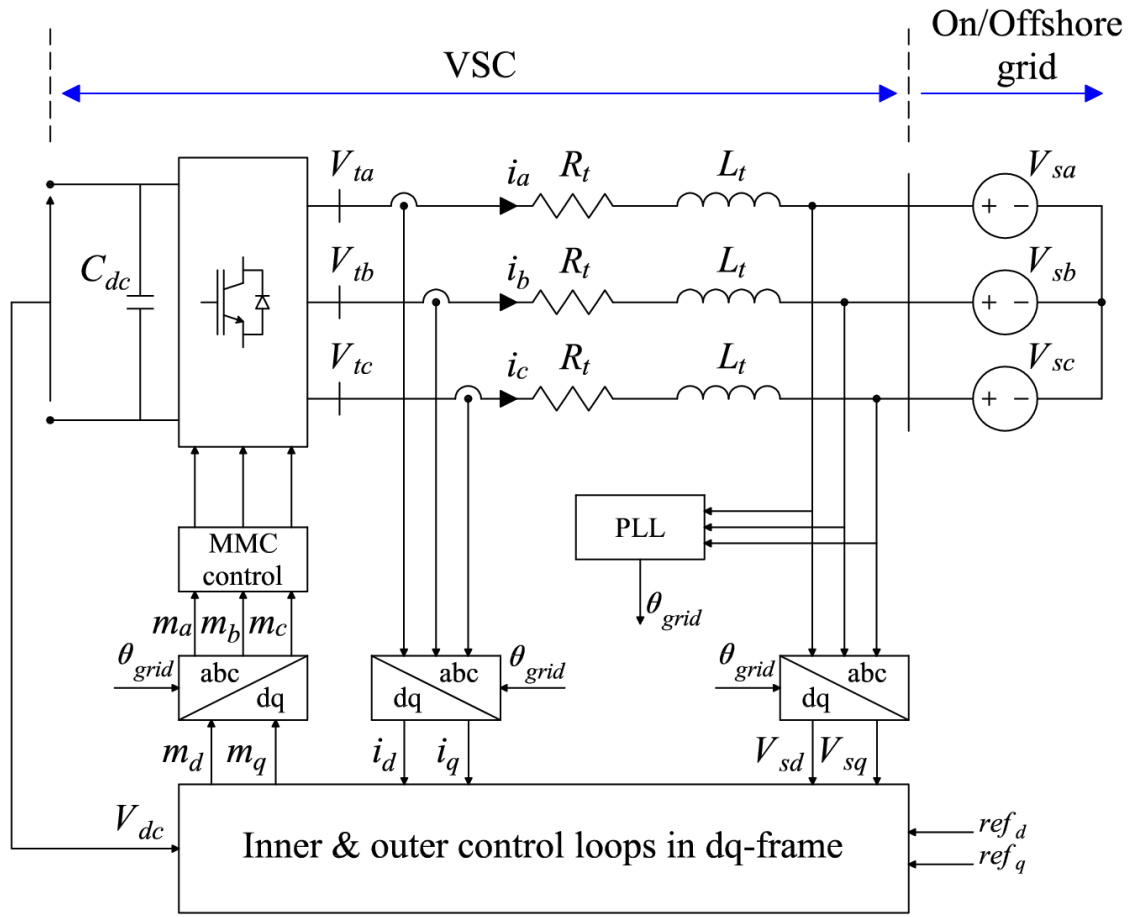 On/Offshore
VSC
grid
V_ta
i_a
R_t
L_t
V_sa
C_dc
V_tb
i_b
R_t
L_t
V_sb
V_tc
i_c
R_t
L_t
V_sc
+ −
+ −
+ −
PLL
MMC
control
θ_grid
m_a m_b m_c
θ_grid
abc
dq
abc
dq
θ_grid
θ_grid
abc
dq
m_d m_q
i_d i_q
V_sd V_sq
V_dc
Inner & outer control loops in dq-frame
ref_d
ref_q